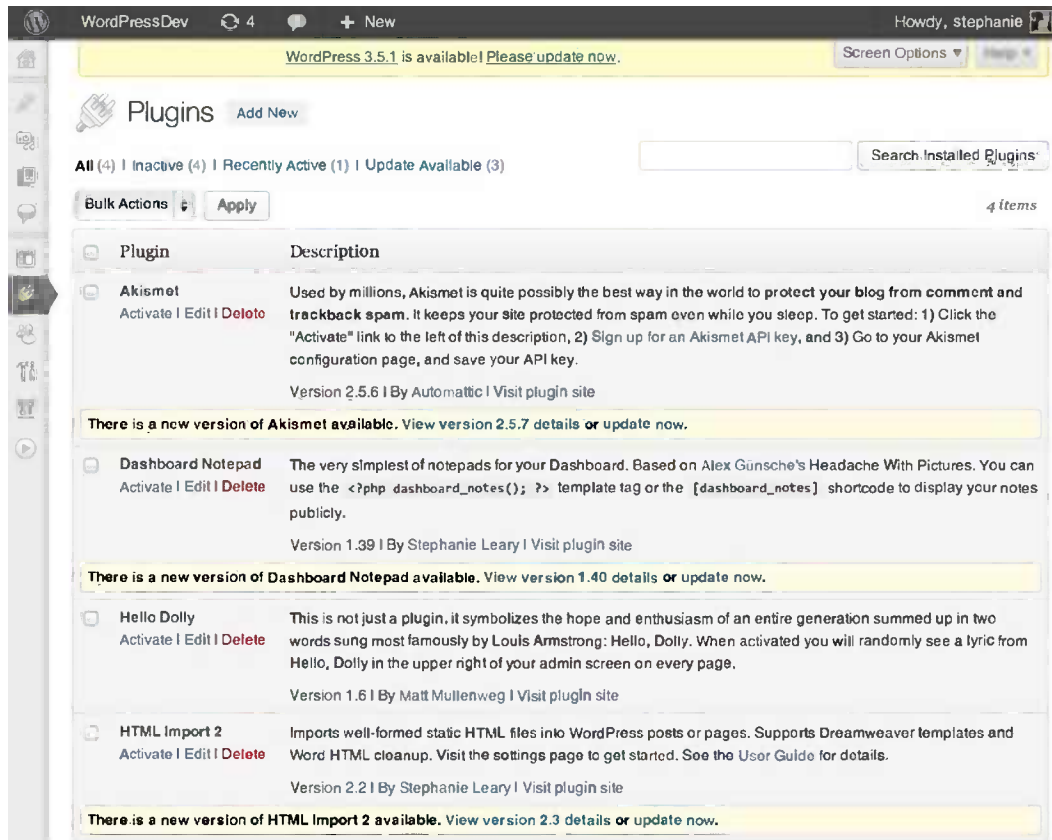 WordPressDev 4 + New Howdy, stephanie
WordPress 3.5.1 is available! Please update now. Screen Options ▼ Help ▼
Plugins Add New
All (4) | Inactive (4) | Recently Active (1) | Update Available (3) Search Installed Plugins
Bulk Actions Apply 4 items
Plugin Description
Akismet Used by millions, Akismet is quite possibly the best way in the world to protect your blog from comment and
Activate | Edit | Delete trackback spam. It keeps your site protected from spam even while you sleep. To get started: 1) Click the
"Activate" link to the left of this description, 2) Sign up for an Akismet API key, and 3) Go to your Akismet
configuration page, and save your API key.
Version 2.5.6 | By Automattic | Visit plugin site
There is a new version of Akismet available. View version 2.5.7 details or update now.
Dashboard Notepad The very simplest of notepads for your Dashboard. Based on Alex Günsche's Headache With Pictures. You can
Activate | Edit | Delete use the <?php dashboard_notes(); ?> template tag or the [dashboard_notes] shortcode to display your notes
publicly.
Version 1.39 | By Stephanie Leary | Visit plugin site
There is a new version of Dashboard Notepad available. View version 1.40 details or update now.
Hello Dolly This is not just a plugin, it symbolizes the hope and enthusiasm of an entire generation summed up in two
Activate | Edit | Delete words sung most famously by Louis Armstrong: Hello, Dolly. When activated you will randomly see a lyric from
Hello, Dolly in the upper right of your admin screen on every page.
Version 1.6 | By Matt Mullenweg | Visit plugin site
HTML Import 2 Imports well-formed static HTML files into WordPress posts or pages. Supports Dreamweaver templates and
Activate | Edit | Delete Word HTML cleanup. Visit the settings page to get started. See the User Guide for details.
Version 2.2 | By Stephanie Leary | Visit plugin site
There is a new version of HTML Import 2 available. View version 2.3 details or update now.